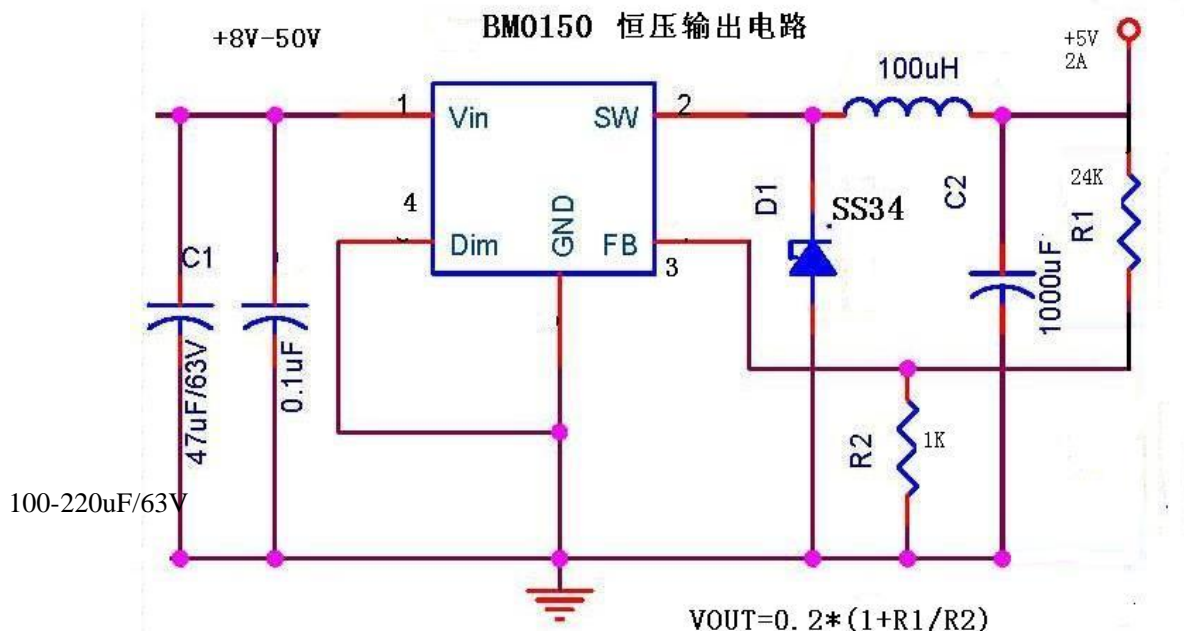 BM0150 恒压输出电路
+8V-50V
+5V
2A
100uH
1
Vin
SW
2
4
Dim
GND
FB
3
C1
47uF/63V
0.1uF
D1
SS34
C2
1000uF
24K
R1
R2
1K
100-220uF/63V
VOUT=0.2*(1+R1/R2)